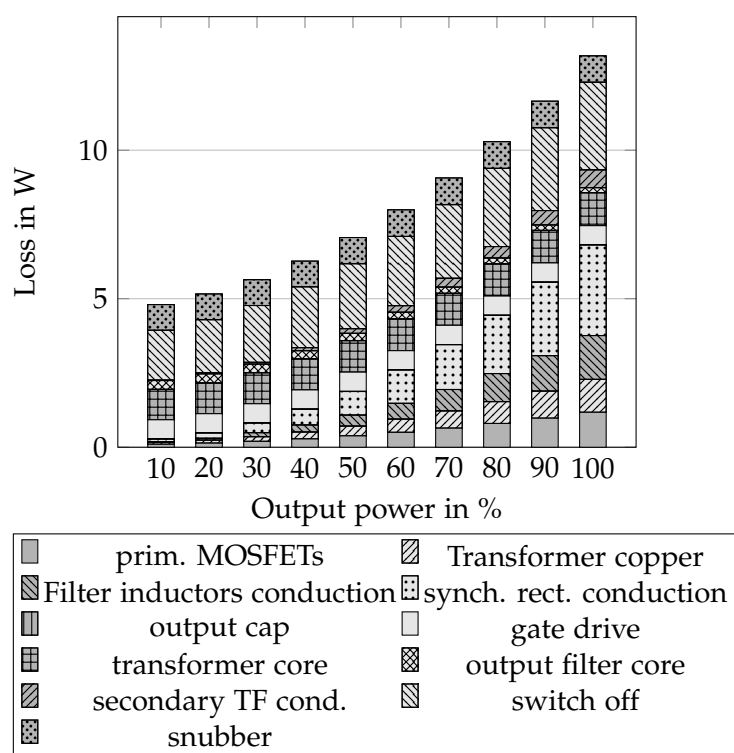 10
5
0
Loss in W
10 20 30 40 50 60 70 80 90 100
Output power in %
prim. MOSFETs
Transformer copper
Filter inductors conduction
synch. rect. conduction
output cap
gate drive
transformer core
output filter core
secondary TF cond.
switch off
snubber